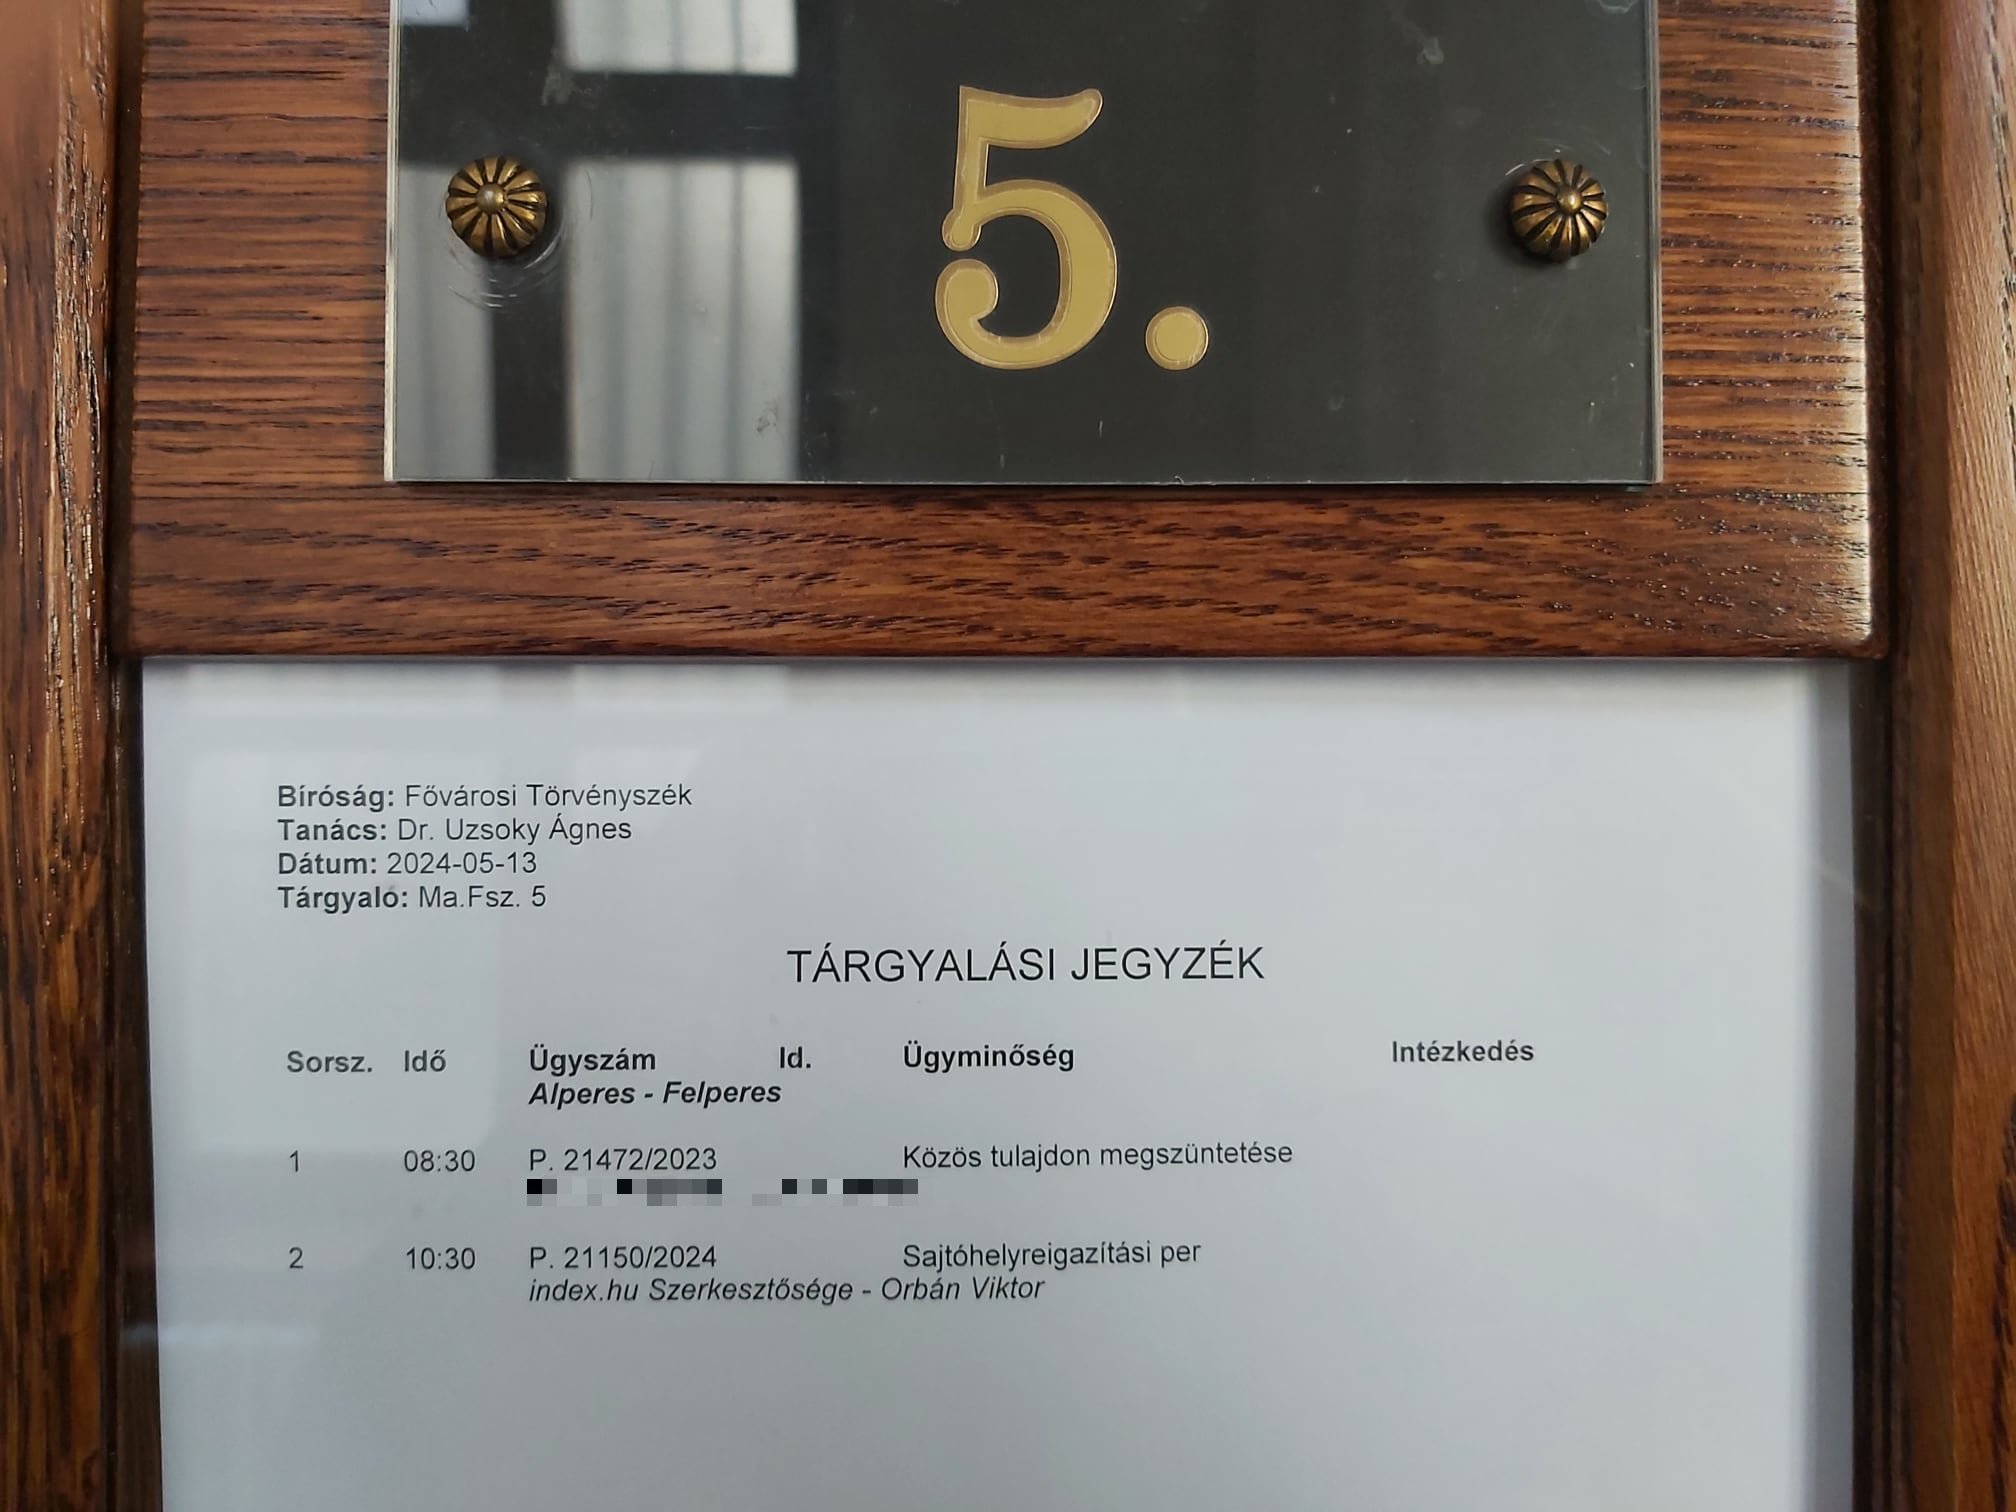 5.
Bíróság: Fővárosi Törvényszék
Tanács: Dr. Uzsoky Ágnes
Dátum: 2024-05-13
Tárgyaló: Ma.Fsz. 5
TÁRGYALÁSI JEGYZÉK
Sorsz. Idő Ügyszám Id. Ügyminőség Intézkedés
Alperes - Felperes
1 08:30 P. 21472/2023 Közös tulajdon megszüntetése
2 10:30 P. 21150/2024 Sajtóhelyreigazítási per
index.hu Szerkesztősége - Orbán Viktor